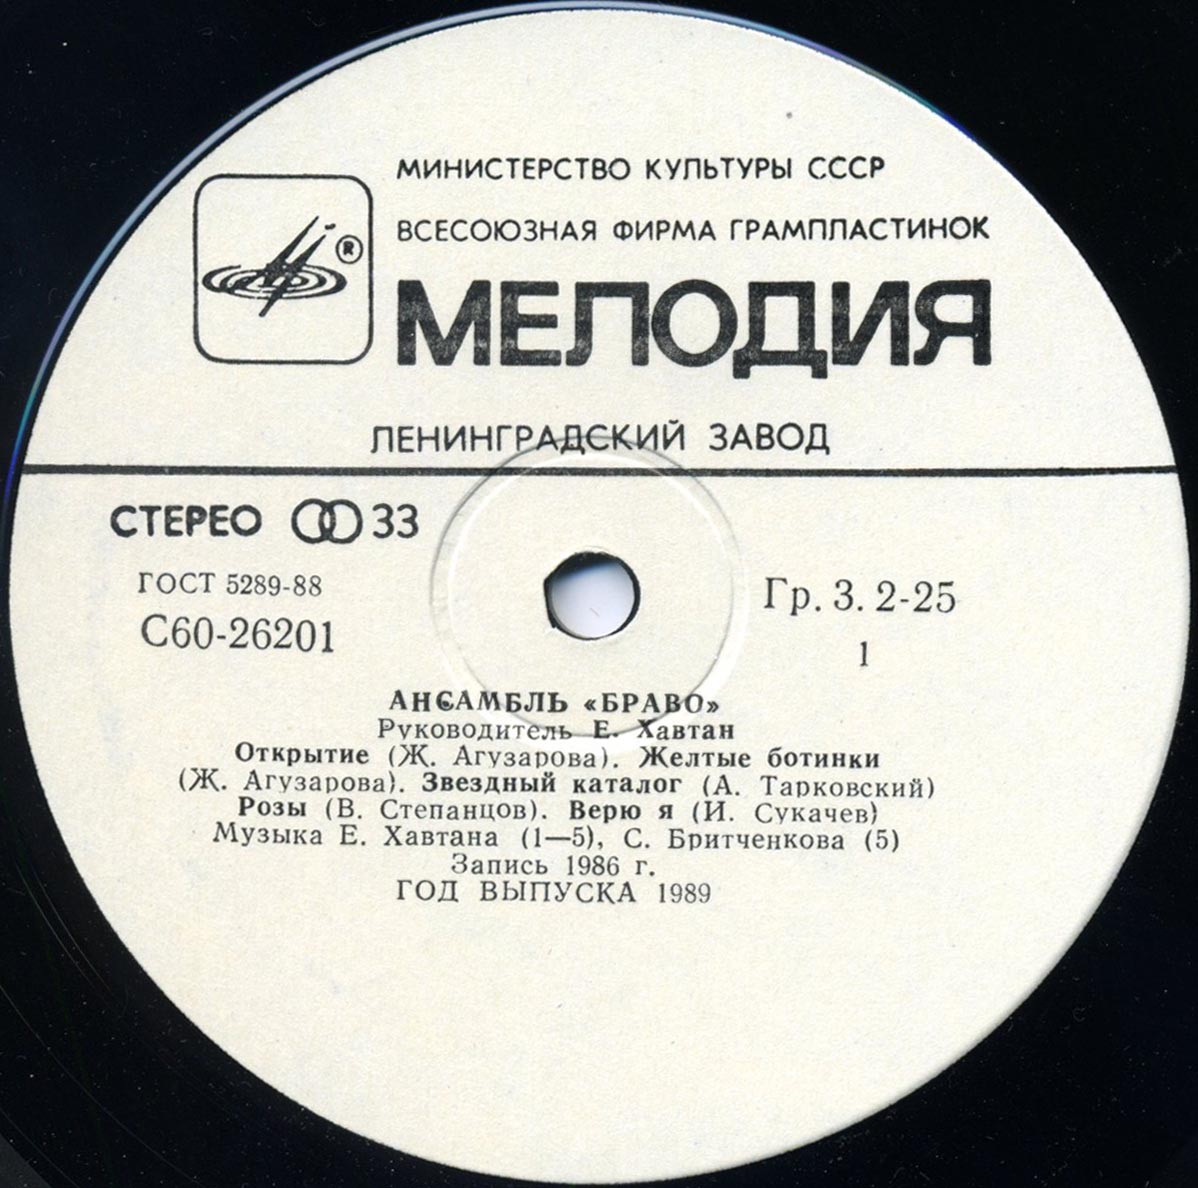 МИНИСТЕРСТВО КУЛЬТУРЫ СССР
ВСЕСОЮЗНАЯ ФИРМА ГРАМПЛАСТИНОК
®
МЕЛОДИЯ
ЛЕНИНГРАДСКИЙ ЗАВОД
СТЕРЕО 33
ГОСТ 5289-88
С60-26201
Гр. 3. 2-25
1
АНСАМБЛЬ «БРАВО»
Руководитель Е. Хавтан
Открытие (Ж. Агузарова). Желтые ботинки
(Ж. Агузарова). Звездный каталог (А. Тарковский)
Розы (В. Степанцов). Верю я (И. Сукачев)
Музыка Е. Хавтана (1—5), С. Бритченкова (5)
Запись 1986 г.
ГОД ВЫПУСКА 1989